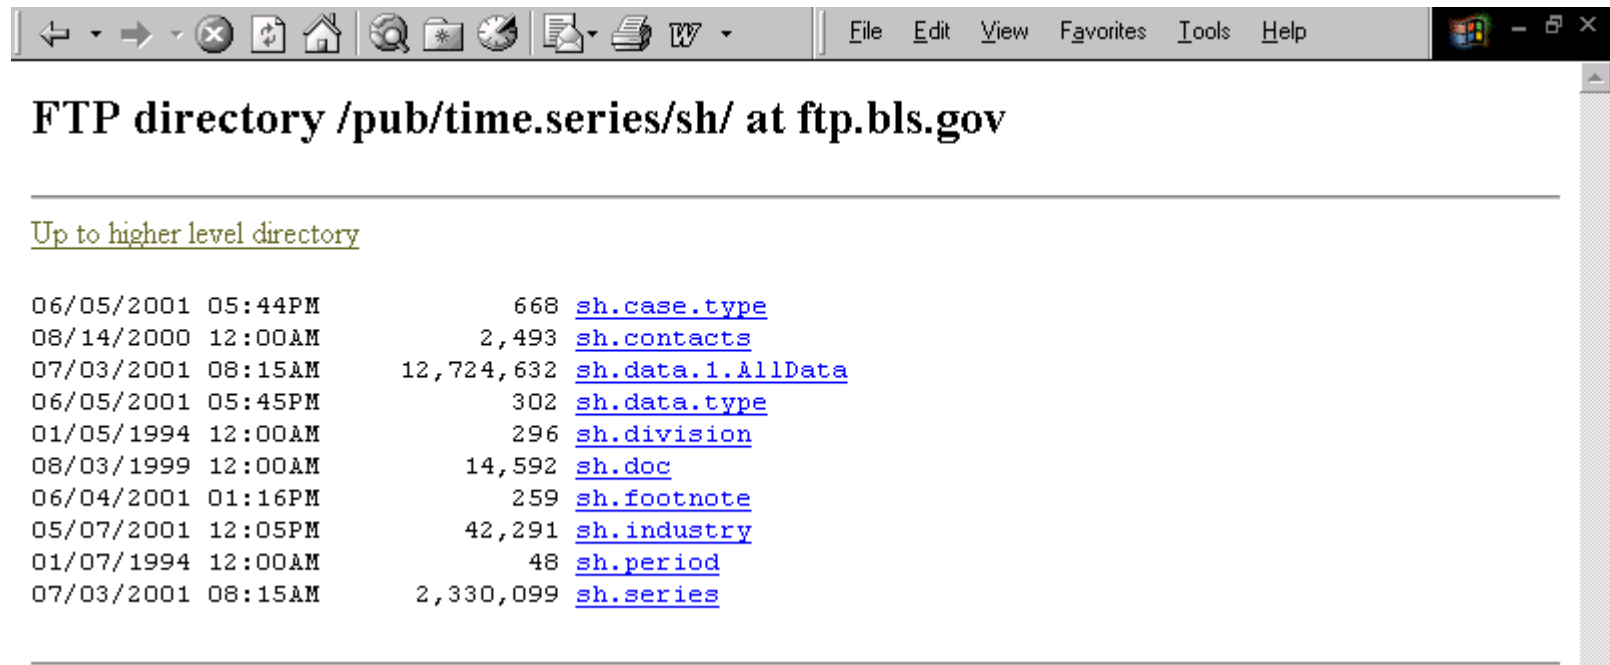 File Edit View Favorites Tools Help
FTP directory /pub/time.series/sh/ at ftp.bls.gov
Up to higher level directory
06/05/2001 05:44PM 668 sh.case.type
08/14/2000 12:00AM 2,493 sh.contacts
07/03/2001 08:15AM 12,724,632 sh.data.1.AllData
06/05/2001 05:45PM 302 sh.data.type
01/05/1994 12:00AM 296 sh.division
08/03/1999 12:00AM 14,592 sh.doc
06/04/2001 01:16PM 259 sh.footnote
05/07/2001 12:05PM 42,291 sh.industry
01/07/1994 12:00AM 48 sh.period
07/03/2001 08:15AM 2,330,099 sh.series